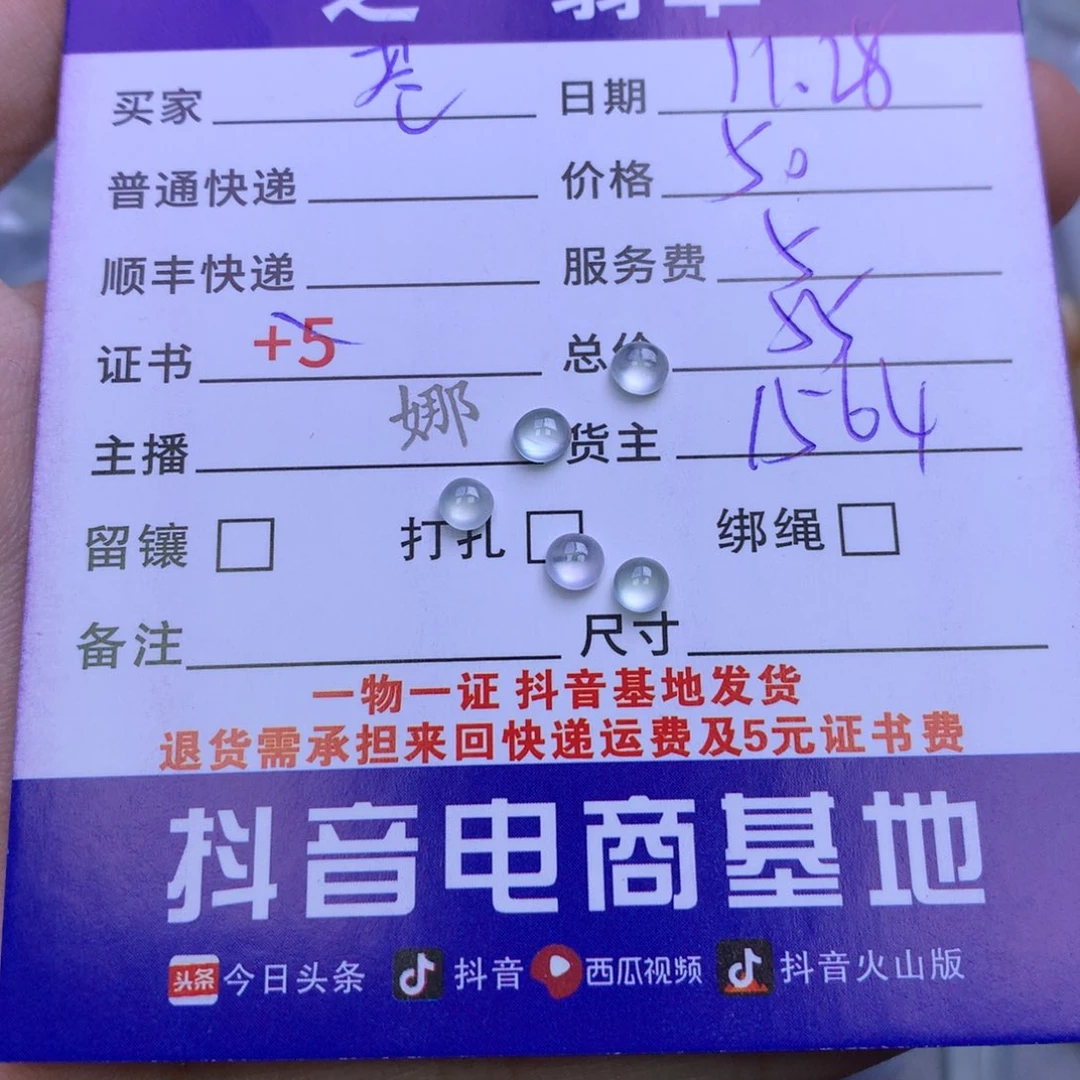 买家 日期 11.28
普通快递 价格 50
顺丰快递 服务费 5
证书 +5 总价 55
主播 娜 货主 1564
留镶 打孔 绑绳
备注 尺寸
一物一证 抖音基地发货
退货需承担来回快递运费及5元证书费
抖音电商基地
头条 今日头条 抖音 西瓜视频 抖音火山版